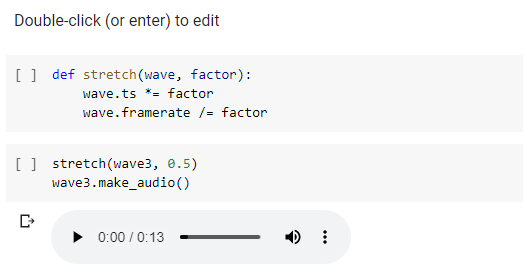 Double-click (or enter) to edit
[ ] def stretch(wave, factor):
wave.ts *= factor
wave.framerate /= factor
[ ] stretch(wave3, 0.5)
wave3.make_audio()
0:00 / 0:13